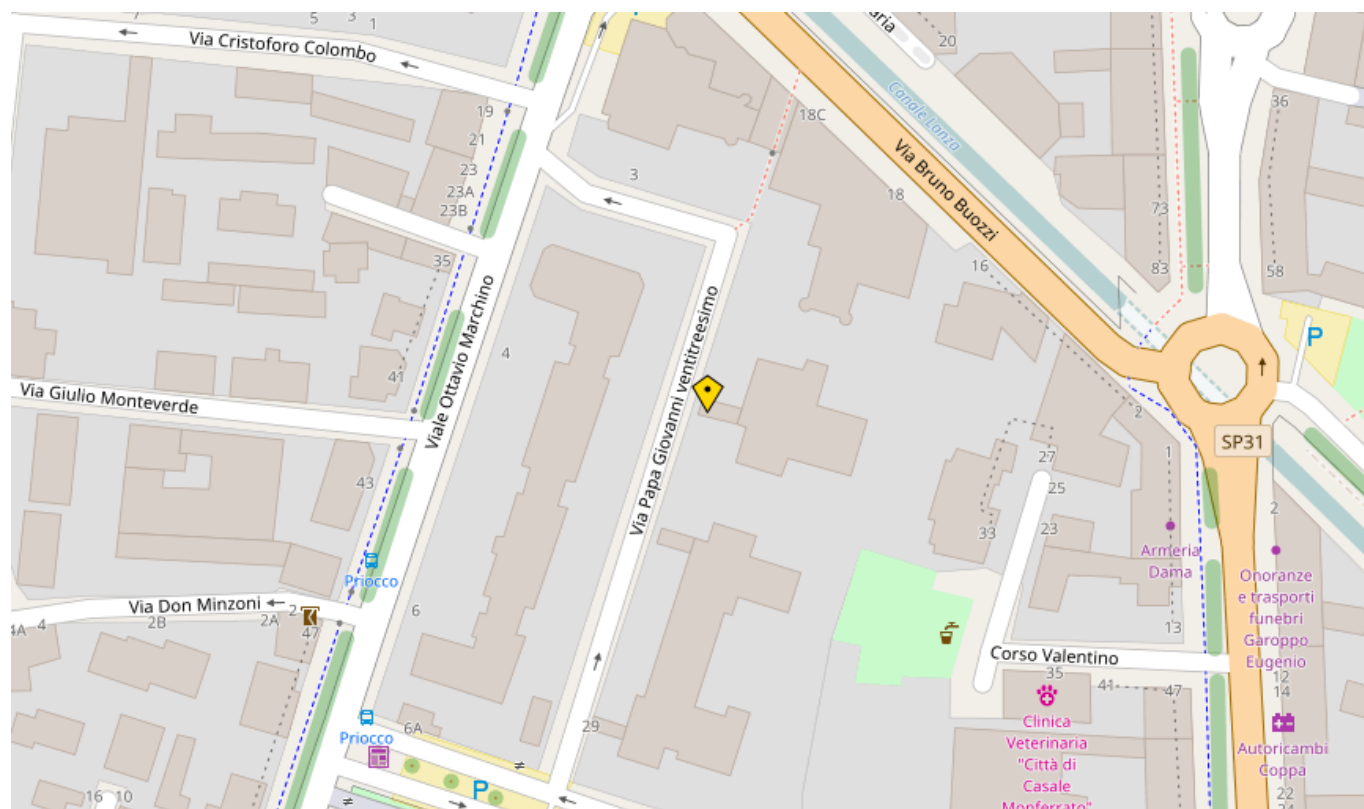 Via Cristoforo Colombo
5
3
1
20
Canale Lanza
36
19
21
23
23A
23B
18C
3
Via Bruno Buozzi
18
73
83
58
16
35
4
41
Viale Ottavio Marchino
Via Papa Giovanni ventitreesimo
P
Via Giulio Monteverde
2
SP31
1
27
25
23
33
43
2
Priocco
Armeria
Dama
Onoranze
e trasporti
funebri
Garoppo
Eugenio
Via Don Minzoni
2
2A
2B
4
4A
47
6
13
Corso Valentino
35
41
47
12
14
Clinica
Veterinaria
"Città di
Casale
Monferrato"
Autoricambi
Coppa
6A
29
Priocco
P
16
10
22
24